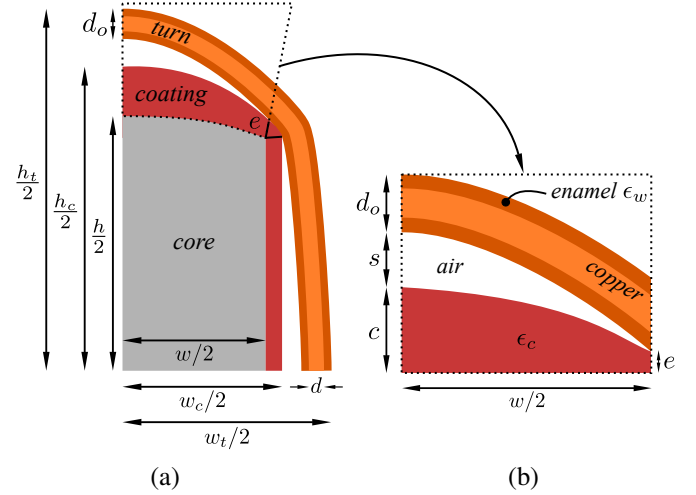 d_o
turn
coating
e
h_t/2
h_c/2
h/2
core
w/2
w_c/2
d
w_t/2
(a)
enamel ϵ_w
d_o
copper
s
air
c
ϵ_c
e
w/2
(b)